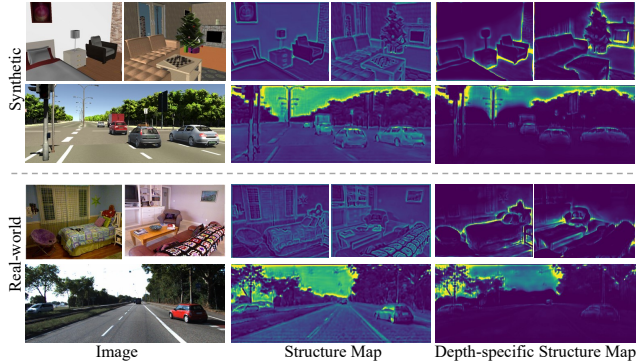 Synthetic
Real-world
Image
Structure Map
Depth-specific Structure Map